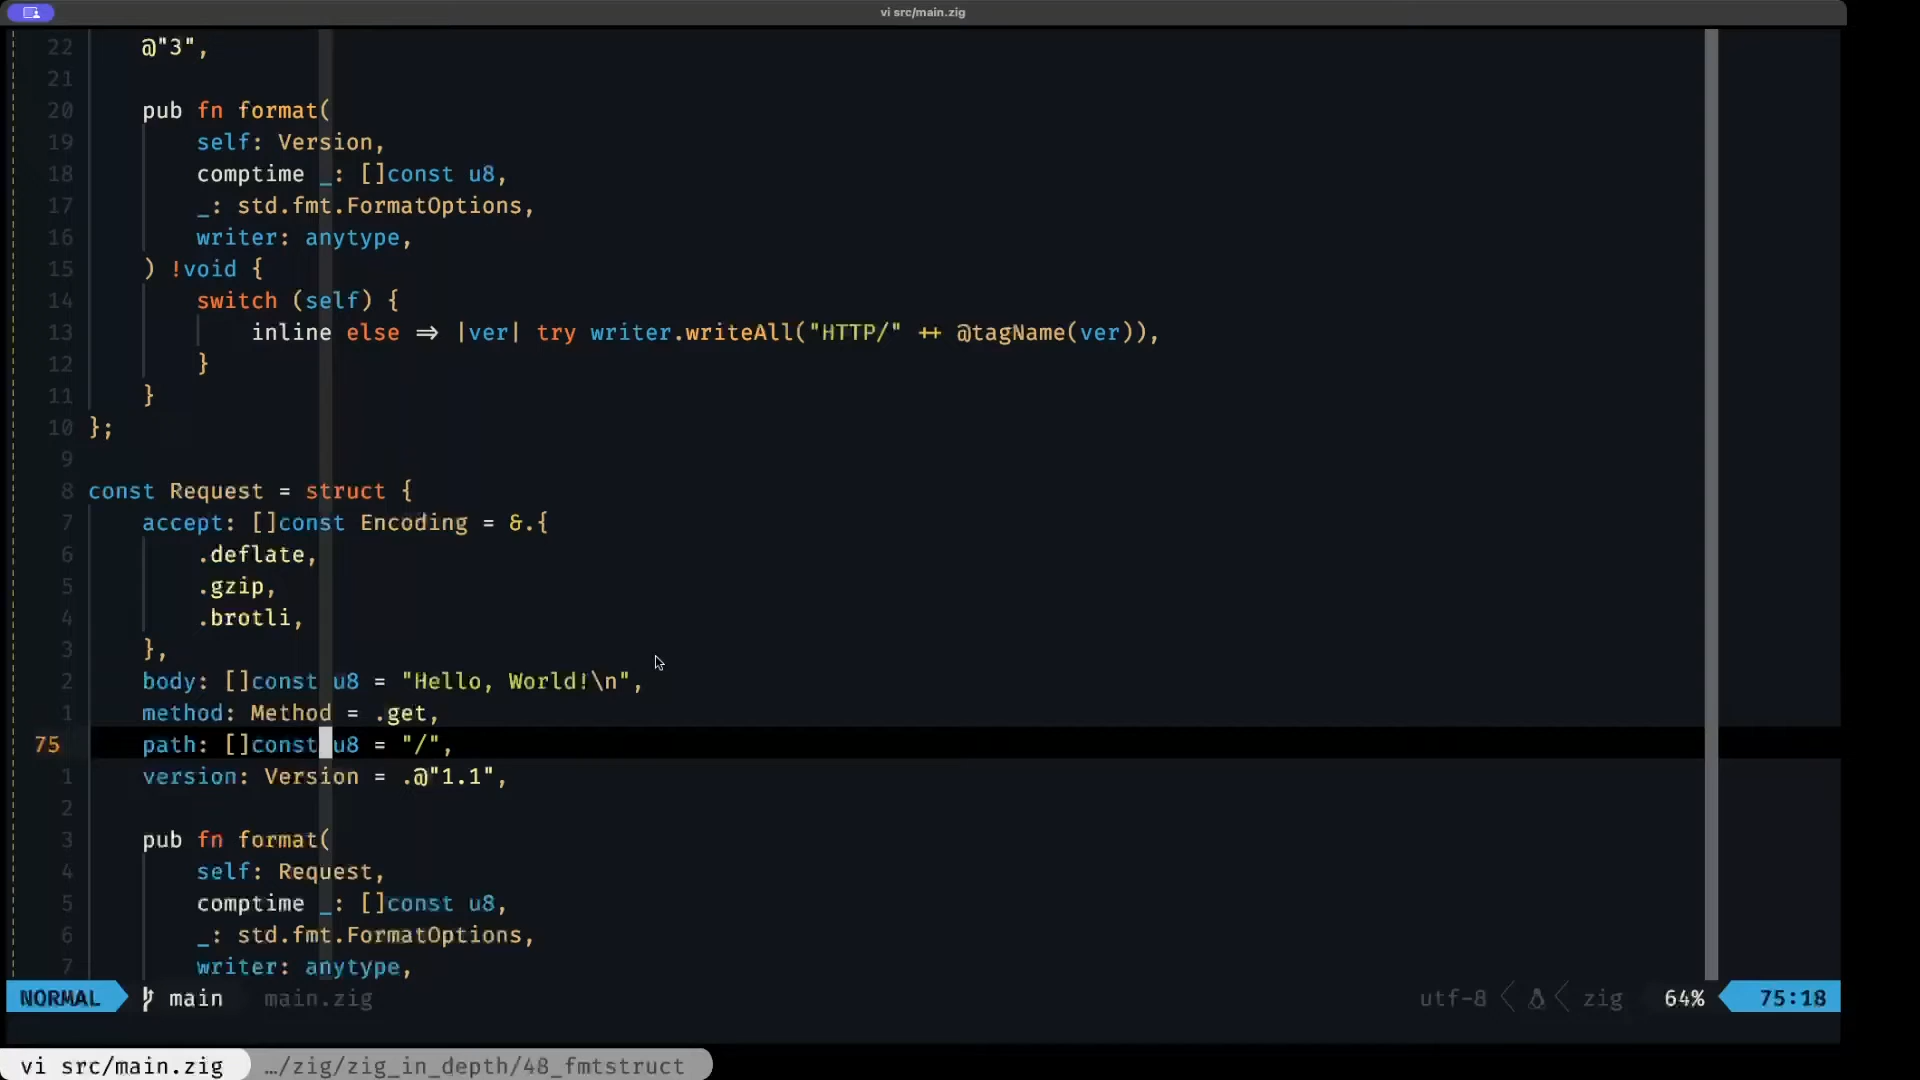 vi src/main.zig
22 @"3",
21
20 pub fn format(
19 self: Version,
18 comptime _: []const u8,
17 _: std.fmt.FormatOptions,
16 writer: anytype,
15 ) !void {
14 switch (self) {
13 inline else => |ver| try writer.writeAll("HTTP/" ++ @tagName(ver)),
12 }
11 }
10 };
9
8 const Request = struct {
7 accept: []const Encoding = &.{
6 .deflate,
5 .gzip,
4 .brotli,
3 },
2 body: []const u8 = "Hello, World!\n",
1 method: Method = .get,
75 path: []const u8 = "/",
1 version: Version = .@"1.1",
2
3 pub fn format(
4 self: Request,
5 comptime _: []const u8,
6 _: std.fmt.FormatOptions,
7 writer: anytype,
NORMAL main main.zig utf-8 zig 64% 75:18
vi src/main.zig …/zig/zig_in_depth/48_fmtstruct